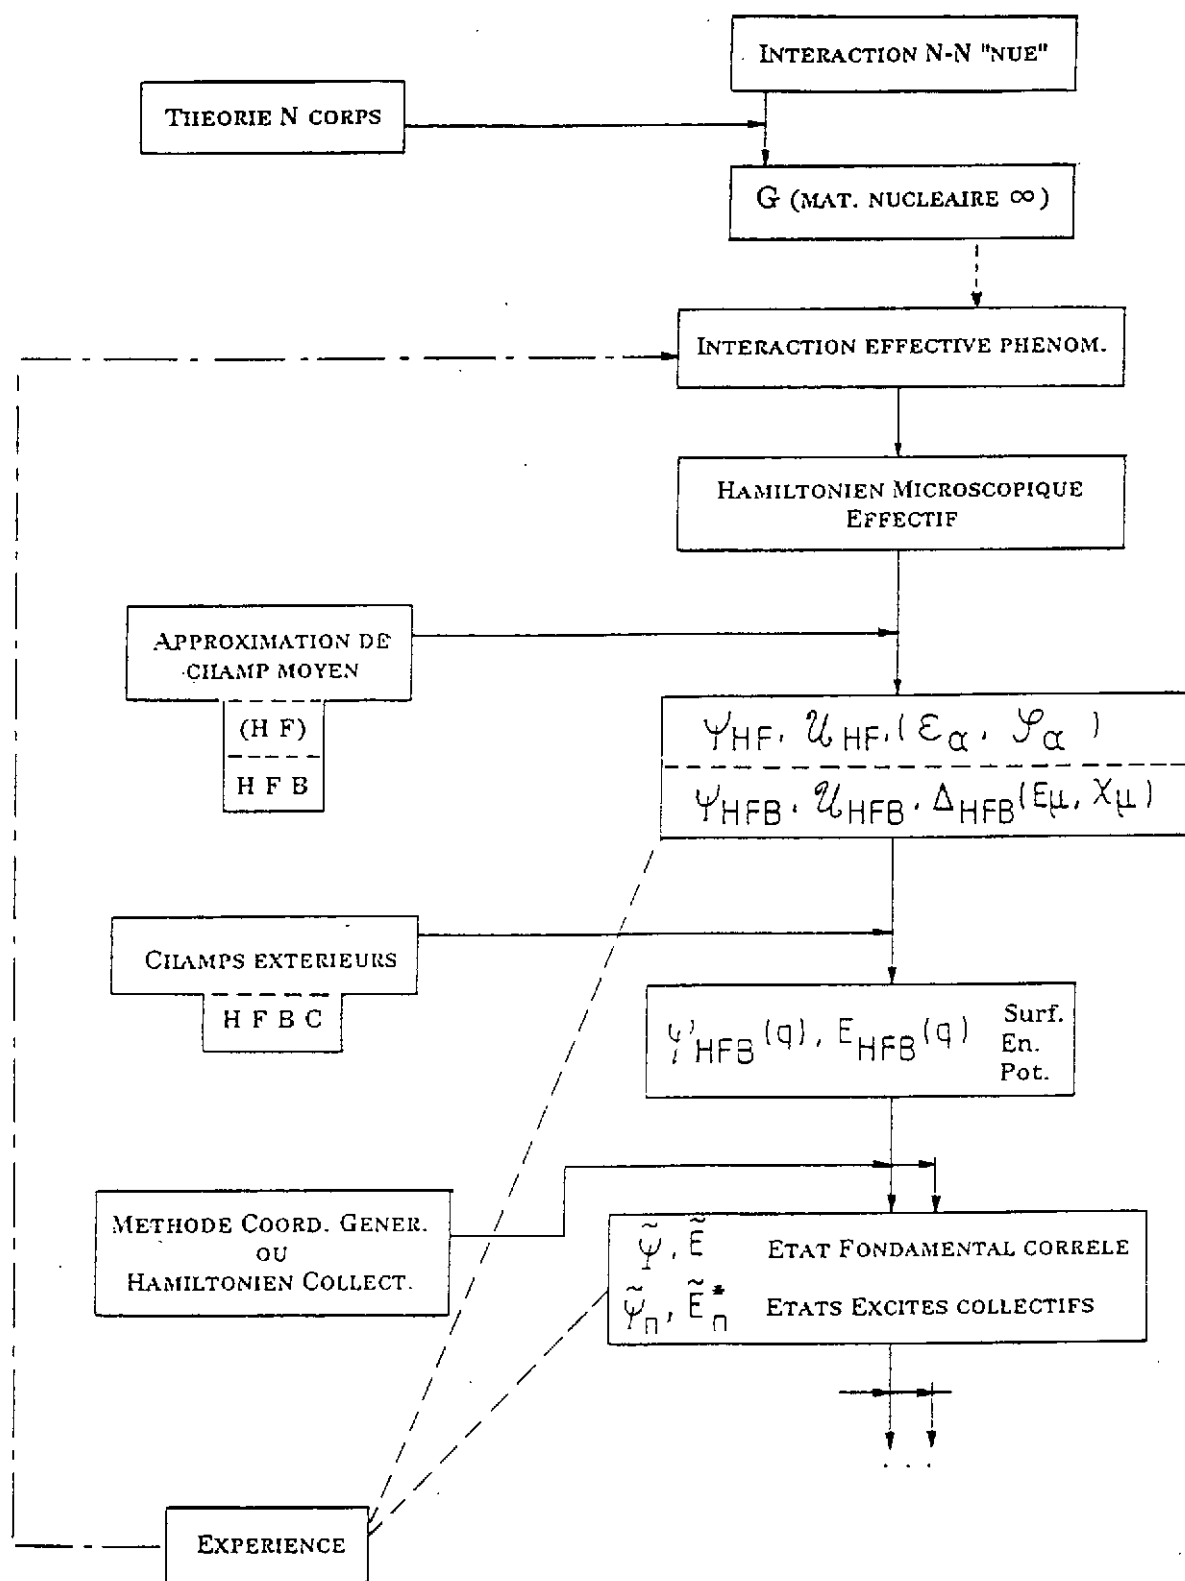 INTERACTION N-N "NUE"
THEORIE N CORPS
G (MAT. NUCLEAIRE ∞)
INTERACTION EFFECTIVE PHENOM.
HAMILTONIEN MICROSCOPIQUE
EFFECTIF
APPROXIMATION DE
CHAMP MOYEN
(H F)
H F B
Ψ_HF, 𝒰_HF, (ε_α, φ_α)
Ψ_HFB, 𝒰_HFB, Δ_HFB (E_μ, χ_μ)
CHAMPS EXTERIEURS
H F B C
Ψ_HFB (q), E_HFB (q) Surf.
En.
Pot.
METHODE COORD. GENER.
OU
HAMILTONIEN COLLECT.
Ψ̃, Ẽ ETAT FONDAMENTAL CORRELE
Ψ̃_n, Ẽ*_n ETATS EXCITES COLLECTIFS
. . .
EXPERIENCE